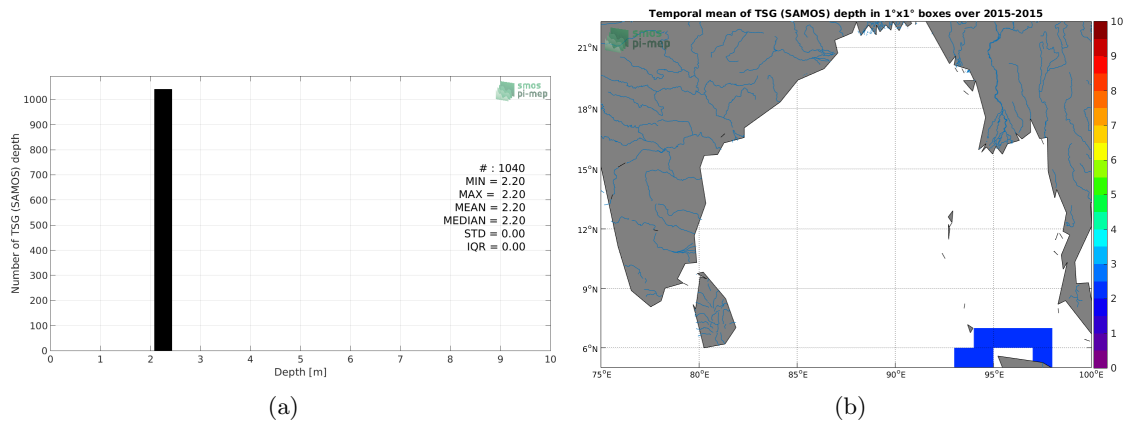 Number of TSG (SAMOS) depth
1000
900
800
700
600
500
400
300
200
100
0
0 1 2 3 4 5 6 7 8 9 10
Depth [m]
smos
pi-mep
# : 1040
MIN = 2.20
MAX = 2.20
MEAN = 2.20
MEDIAN = 2.20
STD = 0.00
IQR = 0.00
(a)
Temporal mean of TSG (SAMOS) depth in 1°x1° boxes over 2015-2015
smos
pi-mep
21°N
18°N
15°N
12°N
9°N
6°N
75°E 80°E 85°E 90°E 95°E 100°E
10
9
8
7
6
5
4
3
2
1
0
(b)